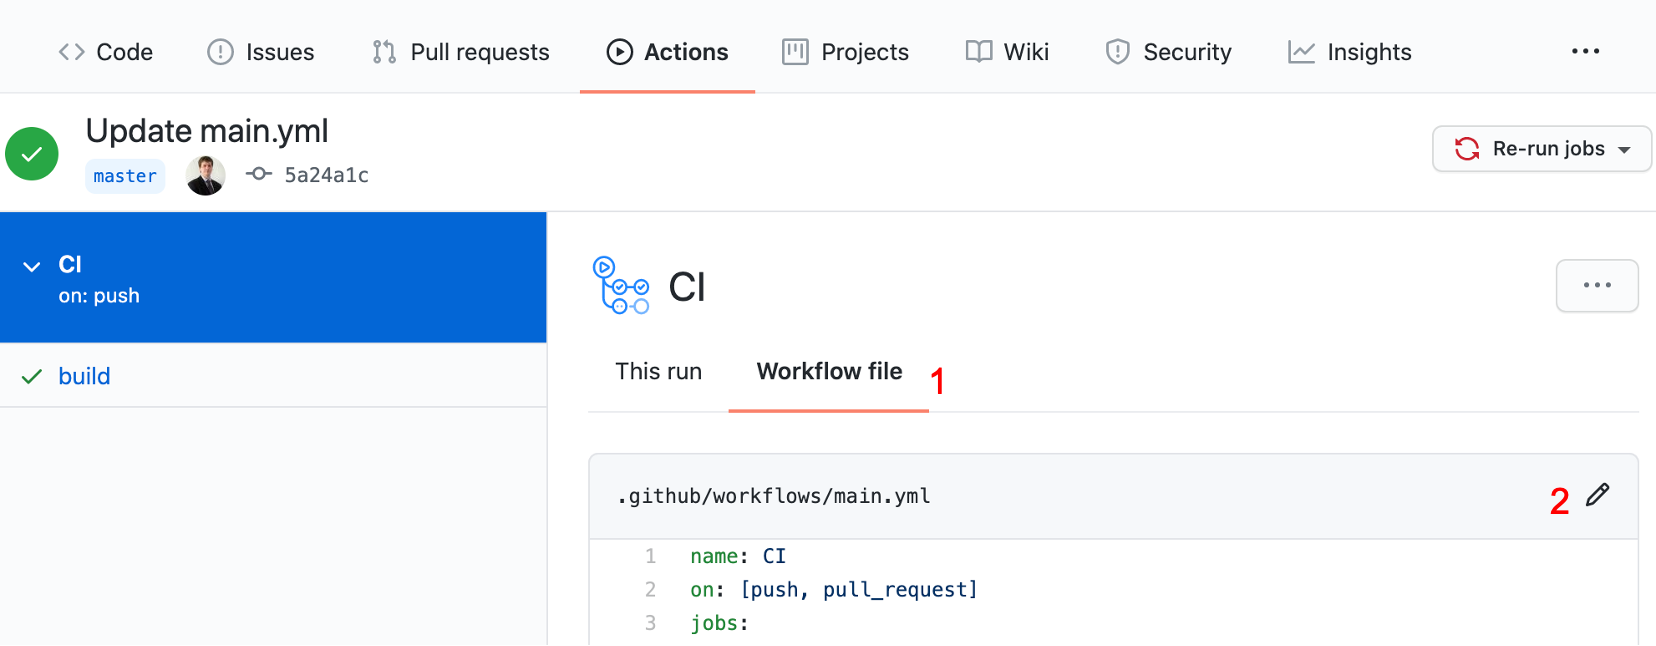 Code Issues Pull requests Actions Projects Wiki Security Insights
Update main.yml
master 5a24a1c
Re-run jobs
CI
on: push
build
CI
This run Workflow file 1
.github/workflows/main.yml 2
1 name: CI
2 on: [push, pull_request]
3 jobs: